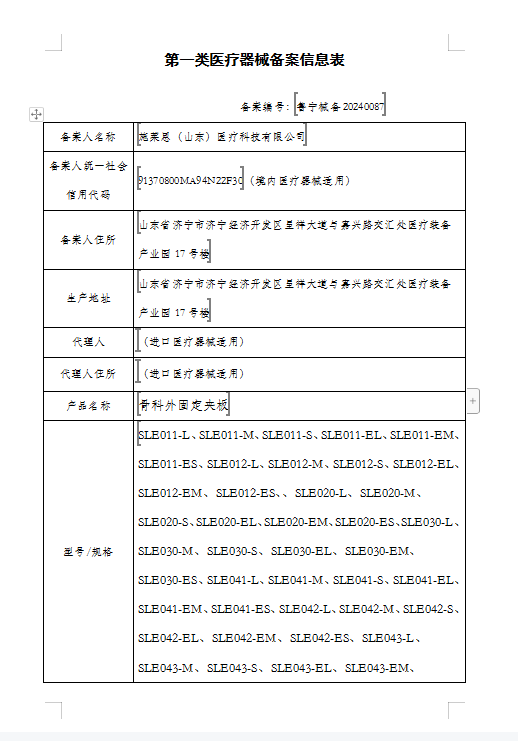 第一类医疗器械备案信息表
备案编号：鲁宁械备20240087
备案人名称 施莱恩（山东）医疗科技有限公司
备案人统一社会信用代码 91370800MA94N22F3C（境内医疗器械适用）
备案人住所 山东省济宁市济宁经济开发区呈祥大道与嘉兴路交汇处医疗装备
产业园 17 号楼
生产地址 山东省济宁市济宁经济开发区呈祥大道与嘉兴路交汇处医疗装备
产业园 17 号楼
代理人 （进口医疗器械适用）
代理人住所 （进口医疗器械适用）
产品名称 骨科外固定夹板
型号/规格
SLE011-L、SLE011-M、SLE011-S、SLE011-EL、SLE011-EM、
SLE011-ES、SLE012-L、SLE012-M、SLE012-S、SLE012-EL、
SLE012-EM、SLE012-ES、、SLE020-L、SLE020-M、
SLE020-S、SLE020-EL、SLE020-EM、SLE020-ES、SLE030-L、
SLE030-M、SLE030-S、SLE030-EL、SLE030-EM、
SLE030-ES、SLE041-L、SLE041-M、SLE041-S、SLE041-EL、
SLE041-EM、SLE041-ES、SLE042-L、SLE042-M、SLE042-S、
SLE042-EL、SLE042-EM、SLE042-ES、SLE043-L、
SLE043-M、SLE043-S、SLE043-EL、SLE043-EM、